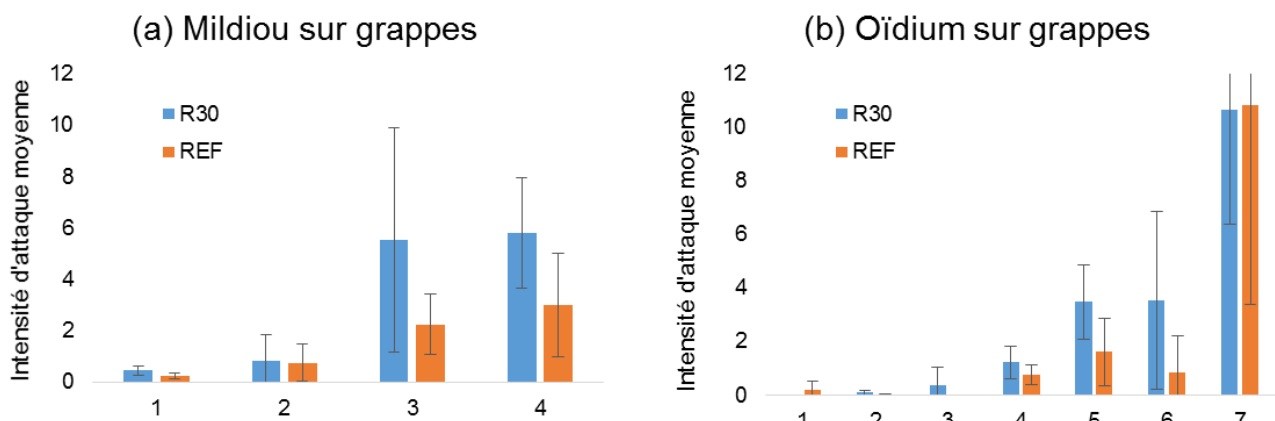 (a) Mildiou sur grappes
Intensité d'attaque moyenne
12
10
8
6
4
2
0
R30
REF
1 2 3 4
(b) Oïdium sur grappes
Intensité d'attaque moyenne
12
10
8
6
4
2
0
R30
REF
1 2 3 4 5 6 7